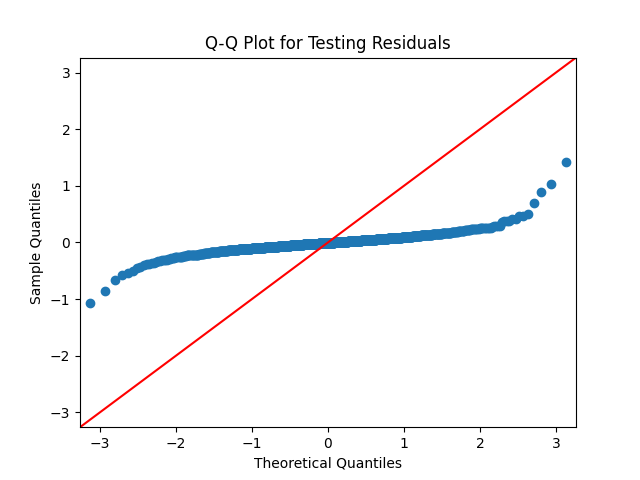 Q-Q Plot for Testing Residuals
3
2
1
0
−1
−2
−3
Sample Quantiles
−3 −2 −1 0 1 2 3
Theoretical Quantiles